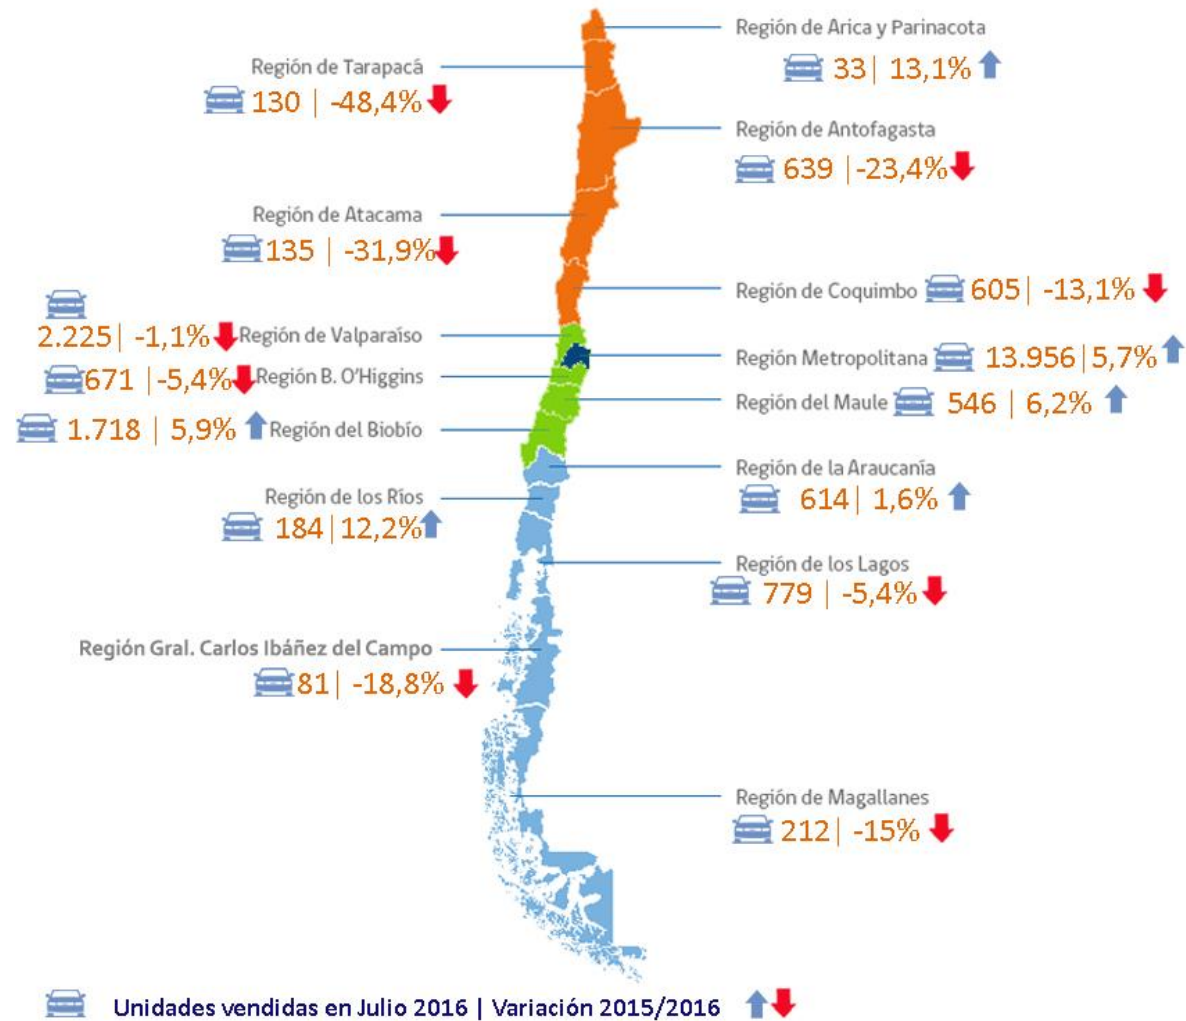 Región de Arica y Parinacota
33| 13,1%
Región de Tarapacá
130 | -48,4%
Región de Antofagasta
639 |-23,4%
Región de Atacama
135 | -31,9%
Región de Coquimbo 605| -13,1%
2.225| -1,1% Región de Valparaíso
Región Metropolitana 13.956|5,7%
671 |-5,4% Región B. O'Higgins
Región del Maule 546 | 6,2%
1.718 | 5,9% Región del Biobío
Región de la Araucanía
614| 1,6%
Región de los Ríos
184|12,2%
Región de los Lagos
779 | -5,4%
Región Gral. Carlos Ibáñez del Campo
81| -18,8%
Región de Magallanes
212| -15%
Unidades vendidas en Julio 2016 | Variación 2015/2016